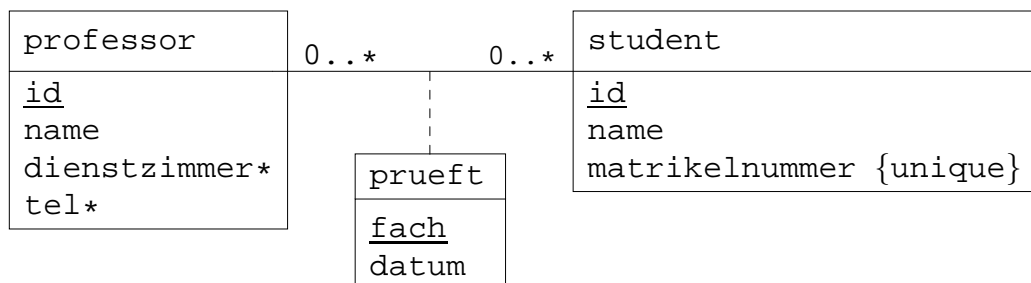 professor
0..*
0..*
student
id
name
dienstzimmer*
tel*
prueft
fach
datum
id
name
matrikelnummer {unique}